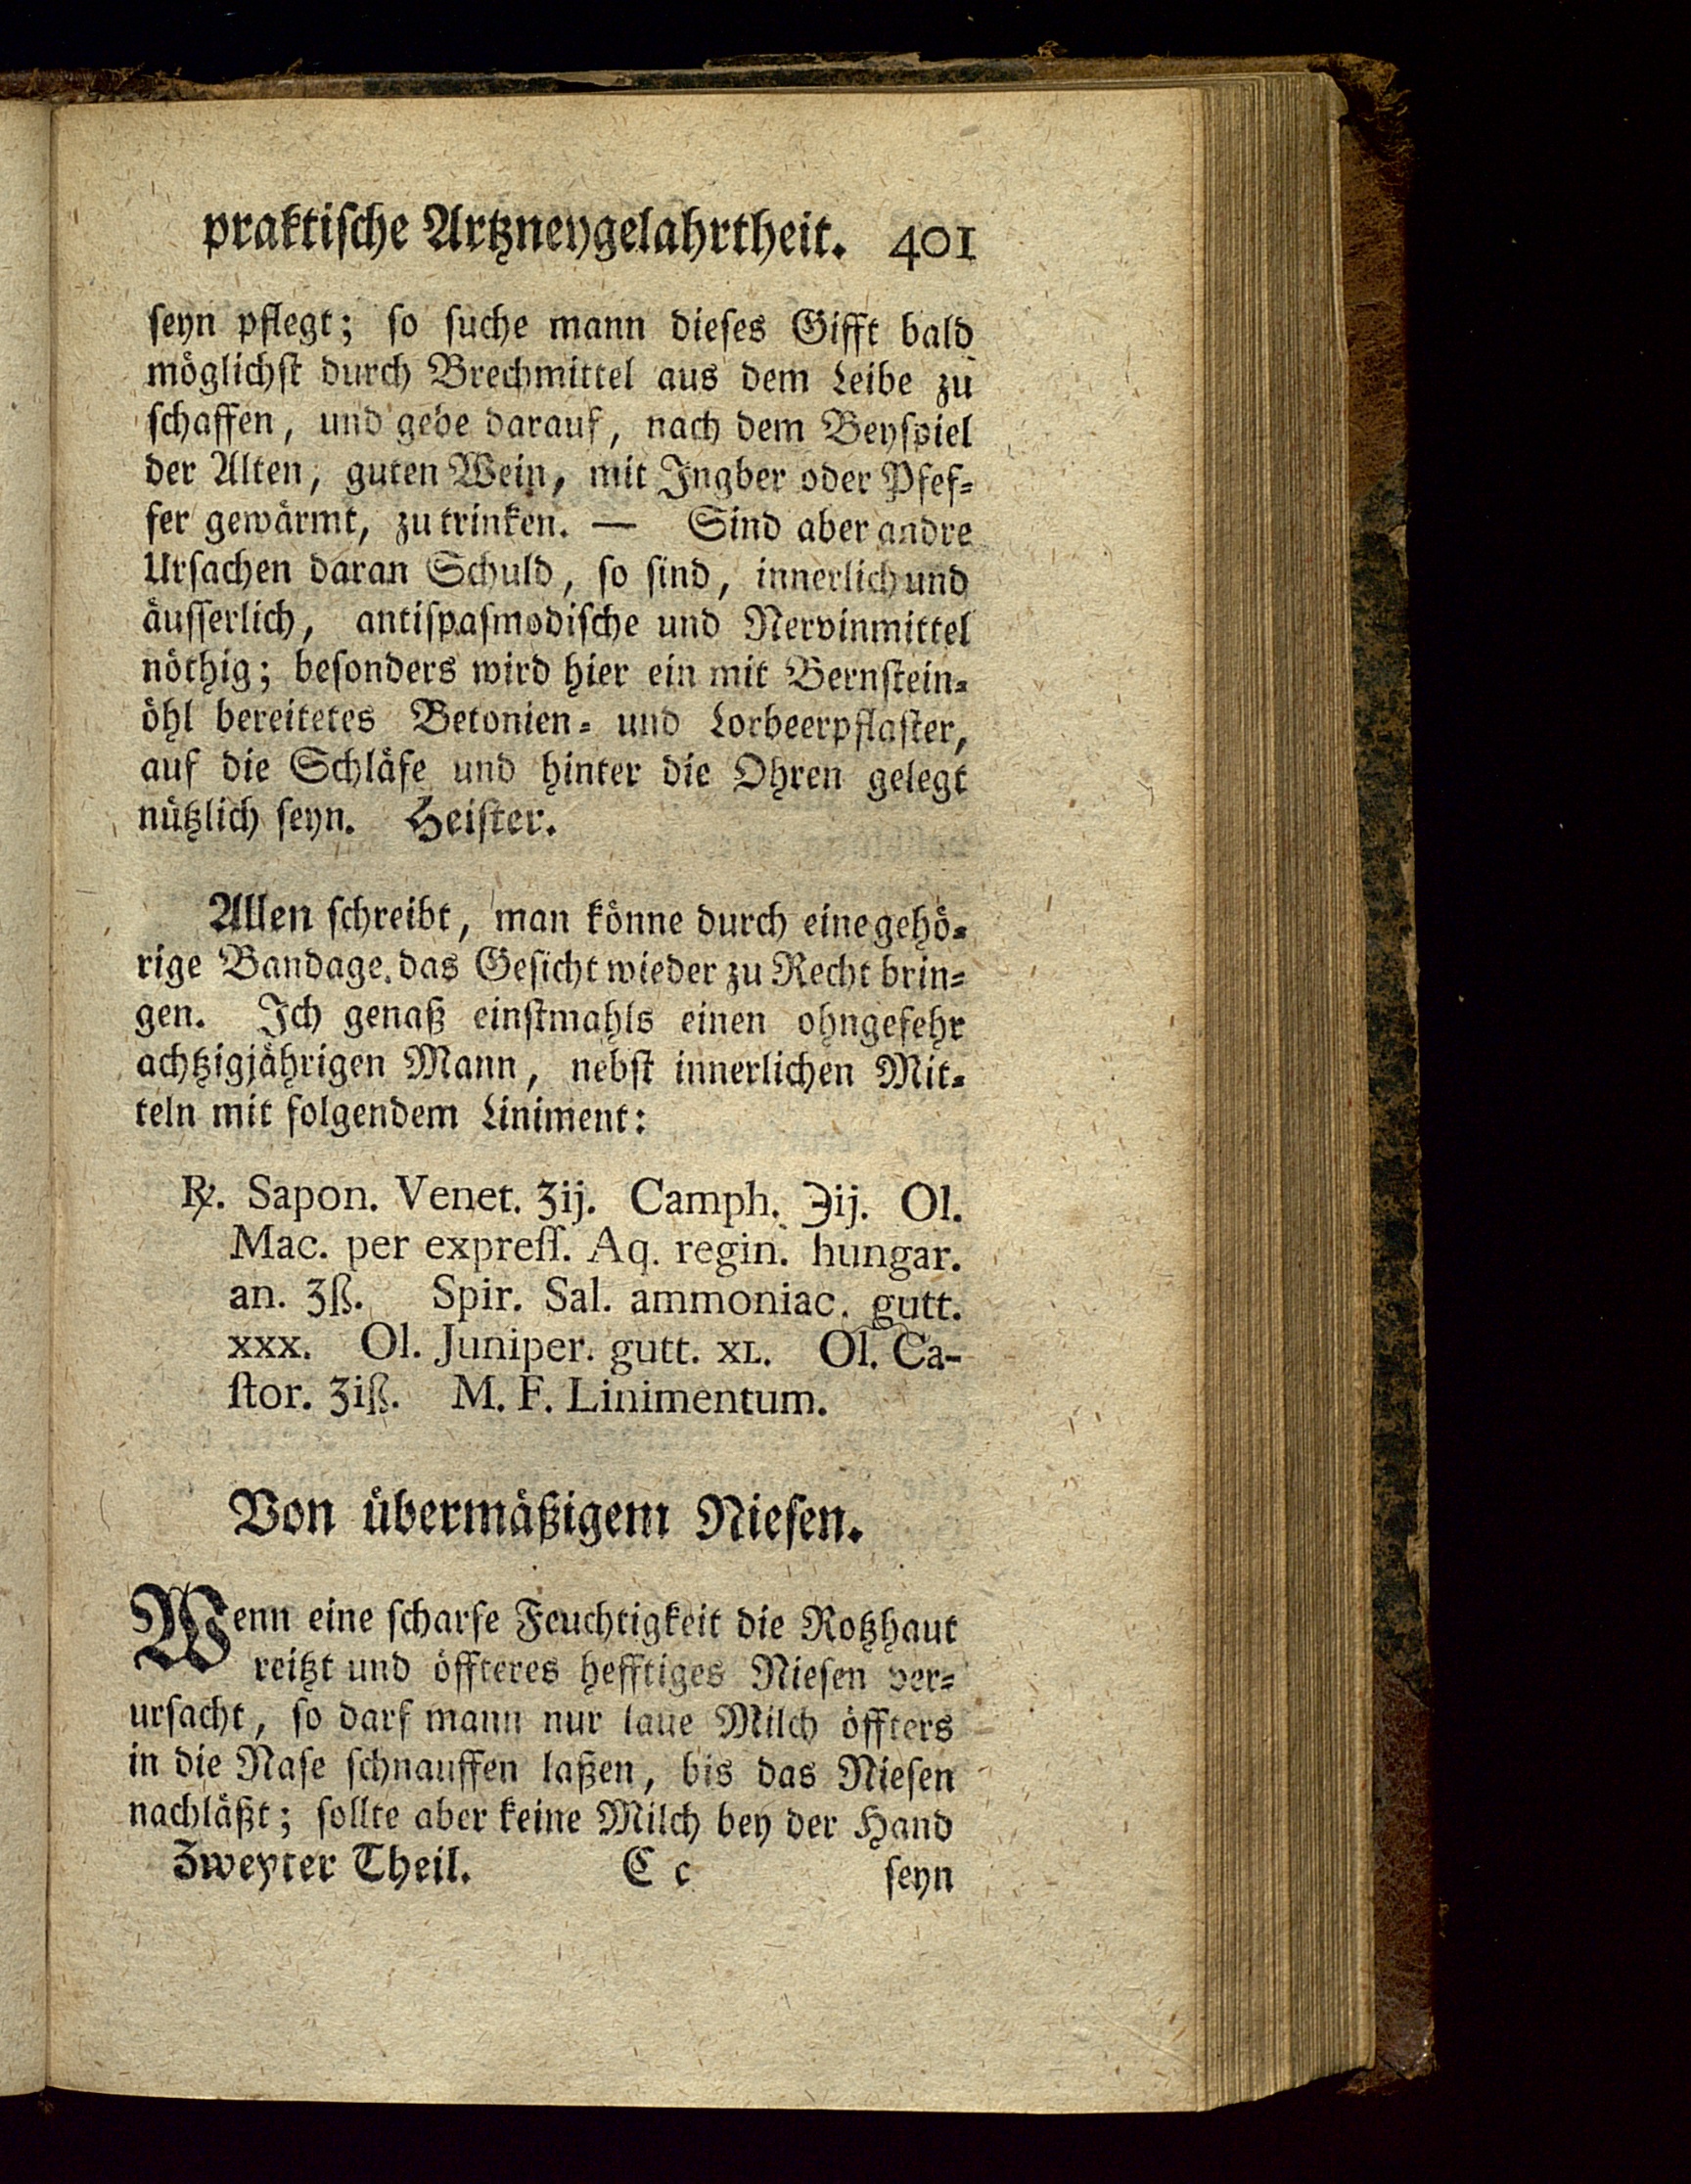 praktische Artzneygelahrtheit. 401
seyn pflegt; so suche mann dieses Gifft bald
möglichst durch Brechmittel aus dem Leibe zu
schaffen, und gebe darauf, nach dem Beyspiel
der Alten, guten Wein, mit Ingber oder Pfef-
fer gewärmt, zu trinken. — Sind aber andre
Ursachen daran Schuld, so sind, innerlich und
äusserlich, antispasmodische und Nervinmittel
nöthig; besonders wird hier ein mit Bernstein-
öhl bereitetes Betonien- und Lorbeerpflaster,
auf die Schläfe und hinter die Ohren gelegt
nützlich seyn. Heister.
Allen schreibt, man könne durch eine gehö-
rige Bandage das Gesicht wieder zu Recht brin-
gen. Ich genaß einstmahls einen ohngefehr
achtzigjährigen Mann, nebst innerlichen Mit-
teln mit folgendem Liniment:
℞. Sapon. Venet. ʒij. Camph. ℈ij. Ol.
Mac. per expreſſ. Aq. regin. hungar.
an. ʒß. Spir. Sal. ammoniac. gutt.
xxx. Ol. Juniper. gutt. XL. Ol. Ca-
ſtor. ʒiß. M. F. Linimentum.
Von übermäßigem Niesen.
Wenn eine scharfe Feuchtigkeit die Rotzhaut
reitzt und öffteres hefftiges Niesen ver-
ursacht, so darf mann nur laue Milch öffters
in die Nase schnauffen laßen, bis das Niesen
nachläßt; sollte aber keine Milch bey der Hand
Zweyter Theil. C c seyn